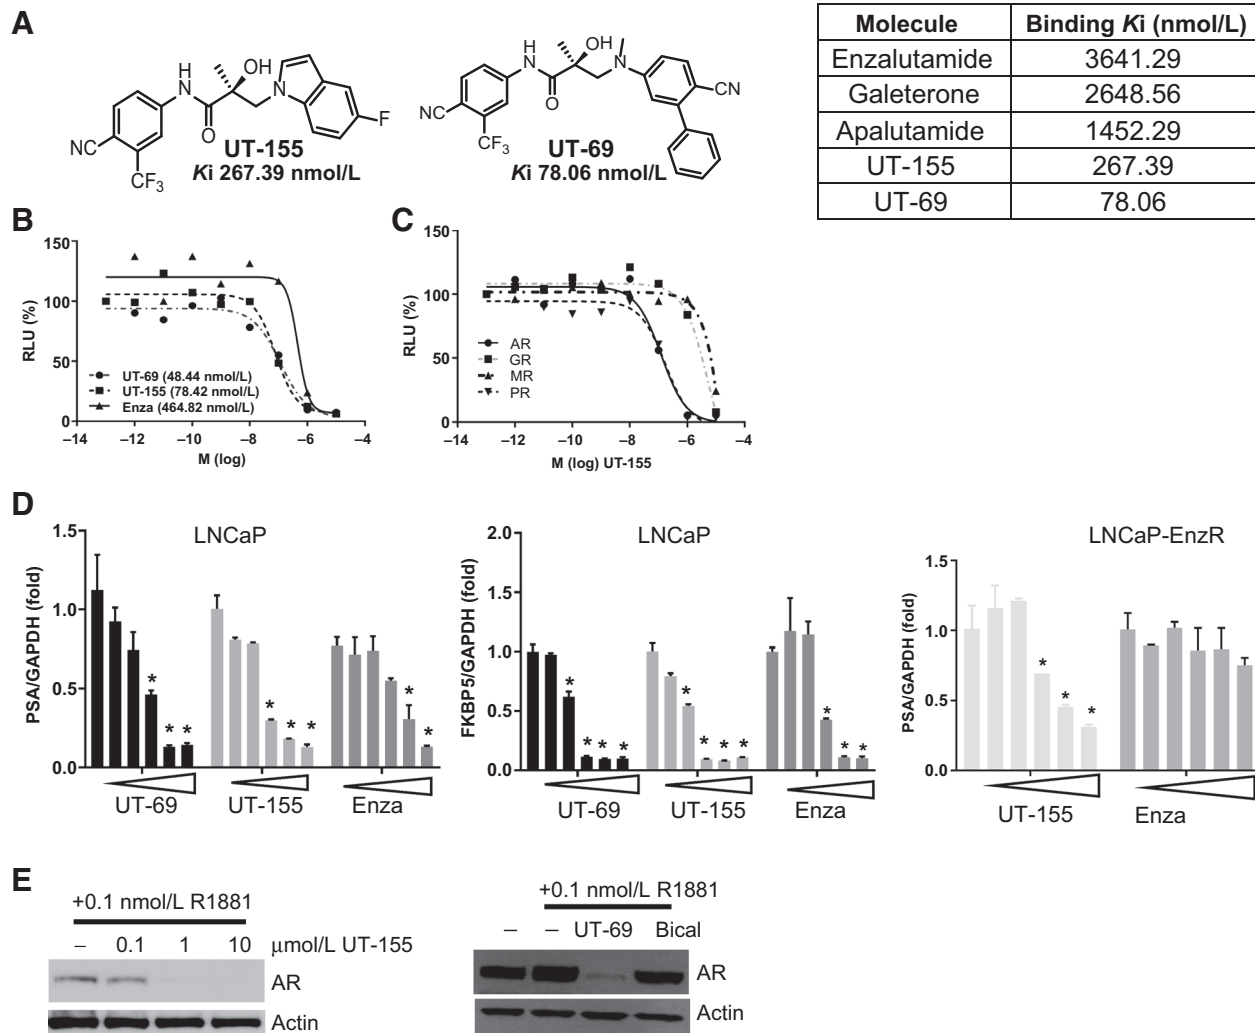 A
H
N
OH
N
F
O
NC
CF3
UT-155
Ki 267.39 nmol/L
H
N
OH
N
O
NC
CF3
CN
UT-69
Ki 78.06 nmol/L
Molecule Binding Ki (nmol/L)
Enzalutamide 3641.29
Galeterone 2648.56
Apalutamide 1452.29
UT-155 267.39
UT-69 78.06
B
RLU (%)
150
100
50
0
UT-69 (48.44 nmol/L)
UT-155 (78.42 nmol/L)
Enza (464.82 nmol/L)
–14 –12 –10 –8 –6 –4
M (log)
C
RLU (%)
150
100
50
0
AR
GR
MR
PR
–14 –12 –10 –8 –6 –4
M (log) UT-155
D
LNCaP
PSA/GAPDH (fold)
1.5
1.0
0.5
0.0
* * * * * * * *
UT-69 UT-155 Enza
LNCaP
FKBP5/GAPDH (fold)
2.0
1.5
1.0
0.5
0.0
* * * * * * * * * * *
UT-69 UT-155 Enza
LNCaP-EnzR
PSA/GAPDH (fold)
1.5
1.0
0.5
0.0
* * *
UT-155 Enza
E
+0.1 nmol/L R1881
– 0.1 1 10 μmol/L UT-155
AR
Actin
+0.1 nmol/L R1881
– – UT-69 Bical
AR
Actin